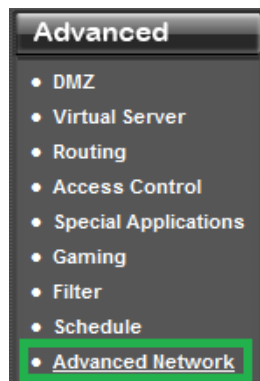 Advanced
• DMZ
• Virtual Server
• Routing
• Access Control
• Special Applications
• Gaming
• Filter
• Schedule
• Advanced Network